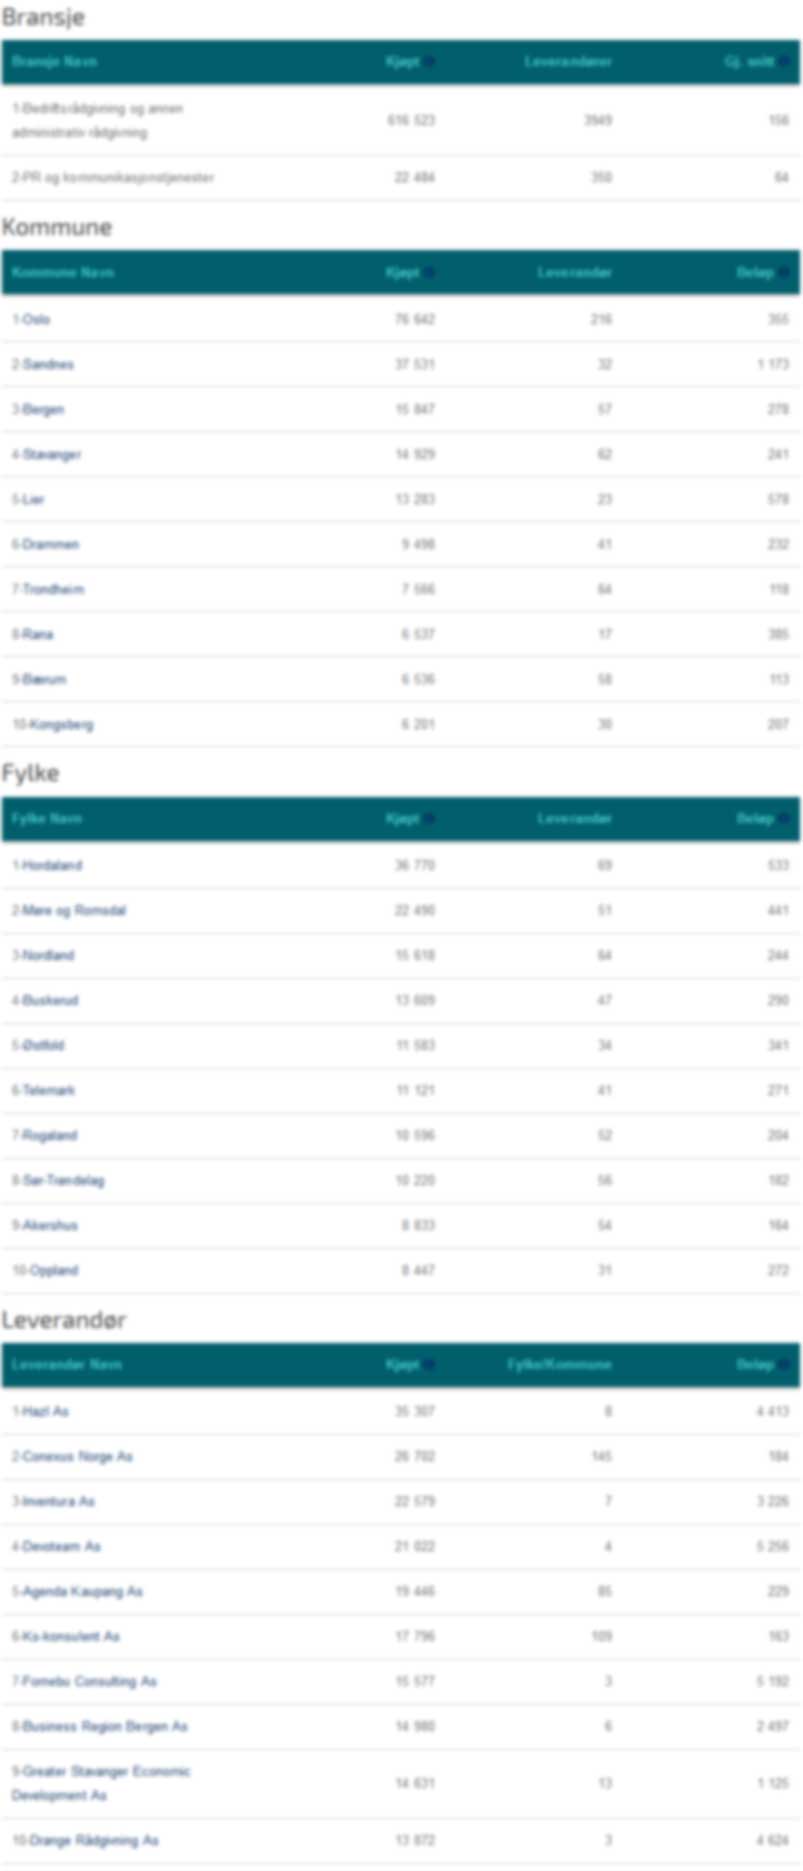 Bransje
Bransje Navn Kjøpt Leverandører Gj. snitt
1-Bedriftsrådgivning og annen
administrativ rådgivning 616 523 3949 156
2-PR og kommunikasjonstjenester 22 484 350 64
Kommune
Kommune Navn Kjøpt Leverandør Beløp
1-Oslo 76 642 216 355
2-Sandnes 37 531 32 1 173
3-Bergen 15 847 57 278
4-Stavanger 14 929 62 241
5-Lier 13 283 23 578
6-Drammen 9 498 41 232
7-Trondheim 7 566 64 118
8-Rana 6 537 17 385
9-Bærum 6 536 58 113
10-Kongsberg 6 201 30 207
Fylke
Fylke Navn Kjøpt Leverandør Beløp
1-Hordaland 36 770 69 533
2-Møre og Romsdal 22 490 51 441
3-Nordland 15 618 64 244
4-Buskerud 13 609 47 290
5-Østfold 11 583 34 341
6-Telemark 11 121 41 271
7-Rogaland 10 596 52 204
8-Sør-Trøndelag 10 220 56 182
9-Akershus 8 833 54 164
10-Oppland 8 447 31 272
Leverandør
Leverandør Navn Kjøpt Fylke/Kommune Beløp
1-Hazl As 35 307 8 4 413
2-Conexus Norge As 26 702 145 184
3-Inventura As 22 579 7 3 226
4-Devoteam As 21 022 4 5 256
5-Agenda Kaupang As 19 446 85 229
6-Ks-konsulent As 17 796 109 163
7-Fornebu Consulting As 15 577 3 5 192
8-Business Region Bergen As 14 980 6 2 497
9-Greater Stavanger Economic
Development As 14 631 13 1 125
10-Drange Rådgivning As 13 872 3 4 624